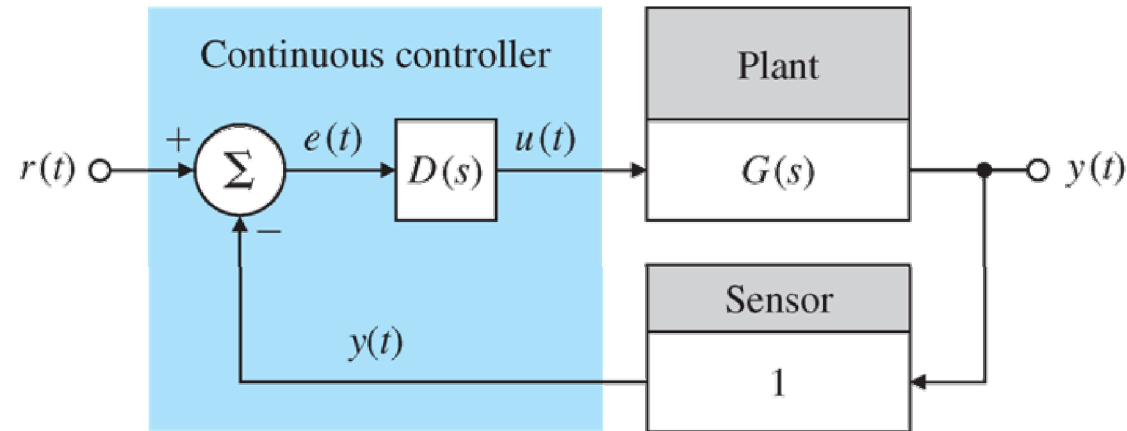 Continuous controller
Plant
r(t)
+
Σ
e(t)
D(s)
u(t)
G(s)
y(t)
−
Sensor
y(t)
1